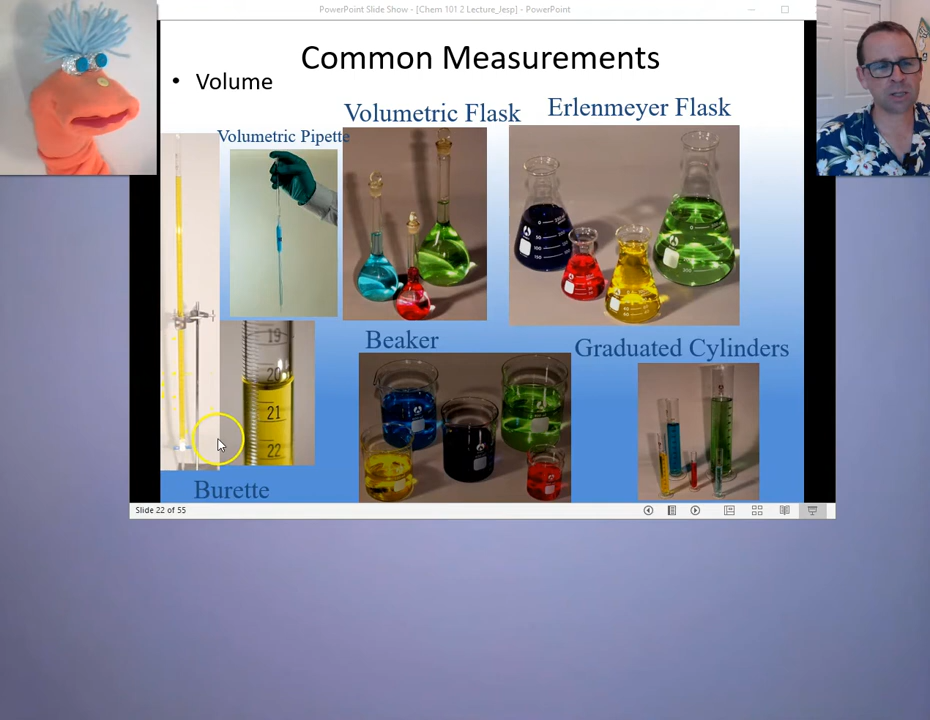 PowerPoint Slide Show - [Chem 101 2 Lecture_Jesp] - PowerPoint
Common Measurements
• Volume
Volumetric Flask
Erlenmeyer Flask
Volumetric Pipette
19
20
21
22
Beaker
Graduated Cylinders
Burette
Slide 22 of 55